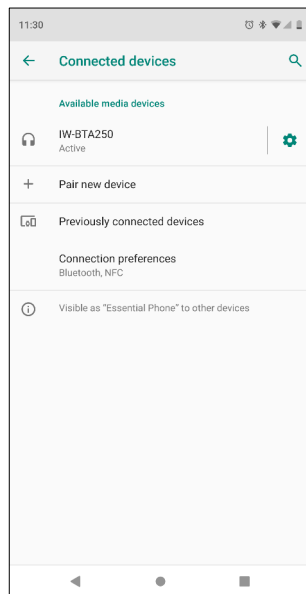 11:30
Connected devices
Available media devices
IW-BTA250
Active
Pair new device
Previously connected devices
Connection preferences
Bluetooth, NFC
Visible as "Essential Phone" to other devices